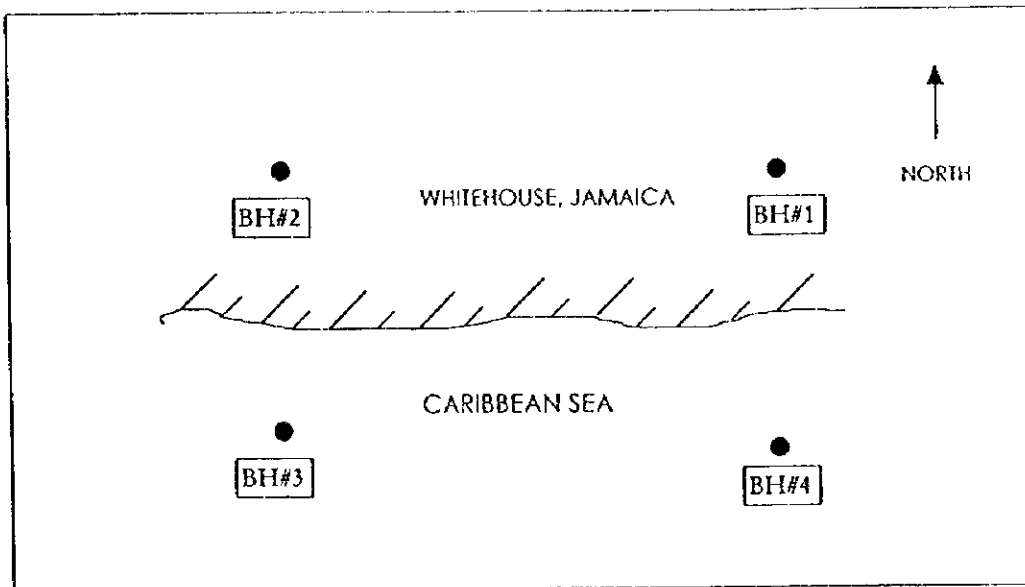 NORTH
WHITEHOUSE, JAMAICA
BH#2
BH#1
CARIBBEAN SEA
BH#3
BH#4